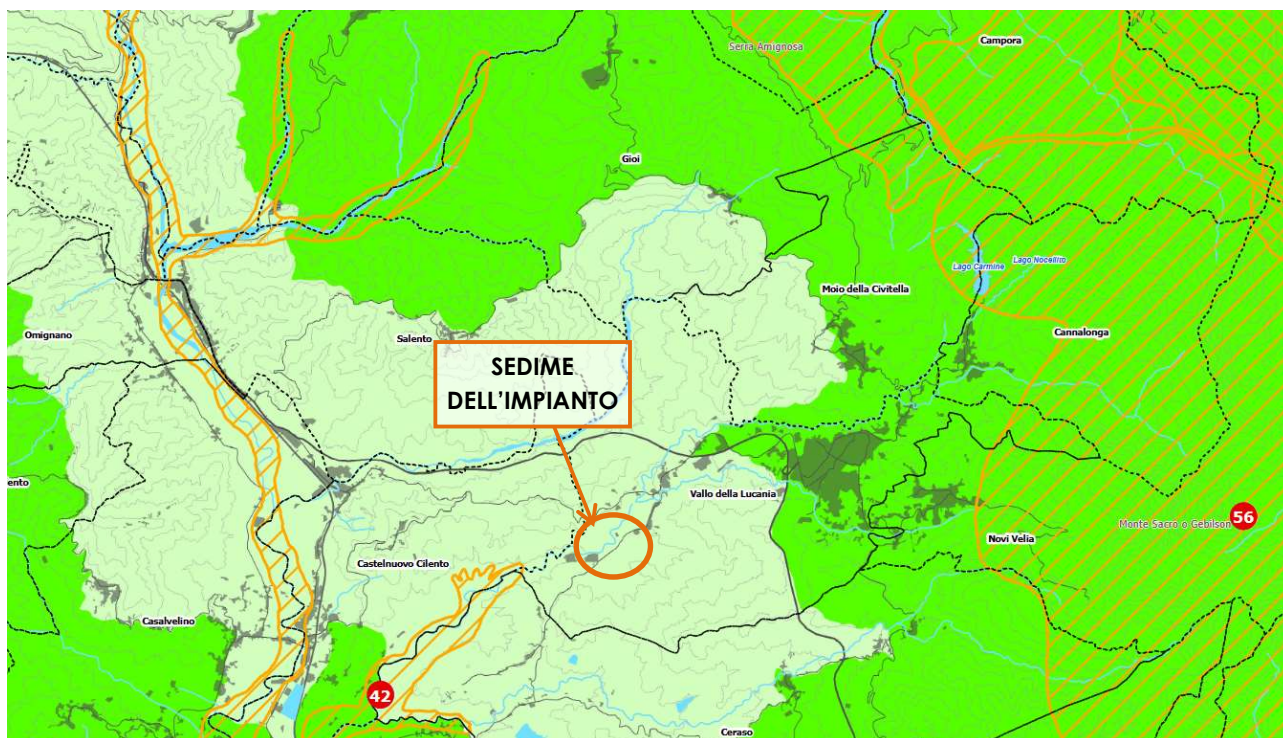 Campora
Serra Amignosa
Gioi
Lago Carmine
Lago Nocellito
Moio della Civitella
Cannalonga
Omignano
Salento
SEDIME
DELL'IMPIANTO
ento
Vallo della Lucania
56
Monte Sacro o Gebilson
Novi Velia
Castelnuovo Cilento
Casalvelino
42
Ceraso